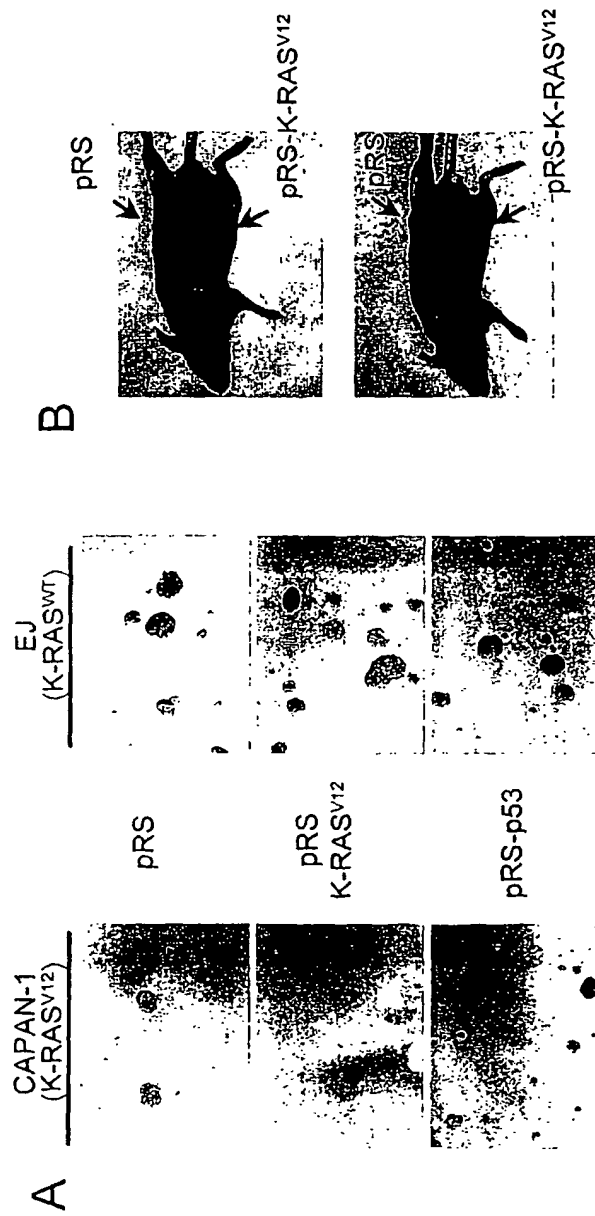 A
CAPAN-1
(K-RASV12)
EJ
(K-RASWT)
pRS
pRS
K-RASV12
pRS-p53
B
pRS
pRS-K-RASV12
pRS
pRS-K-RASV12